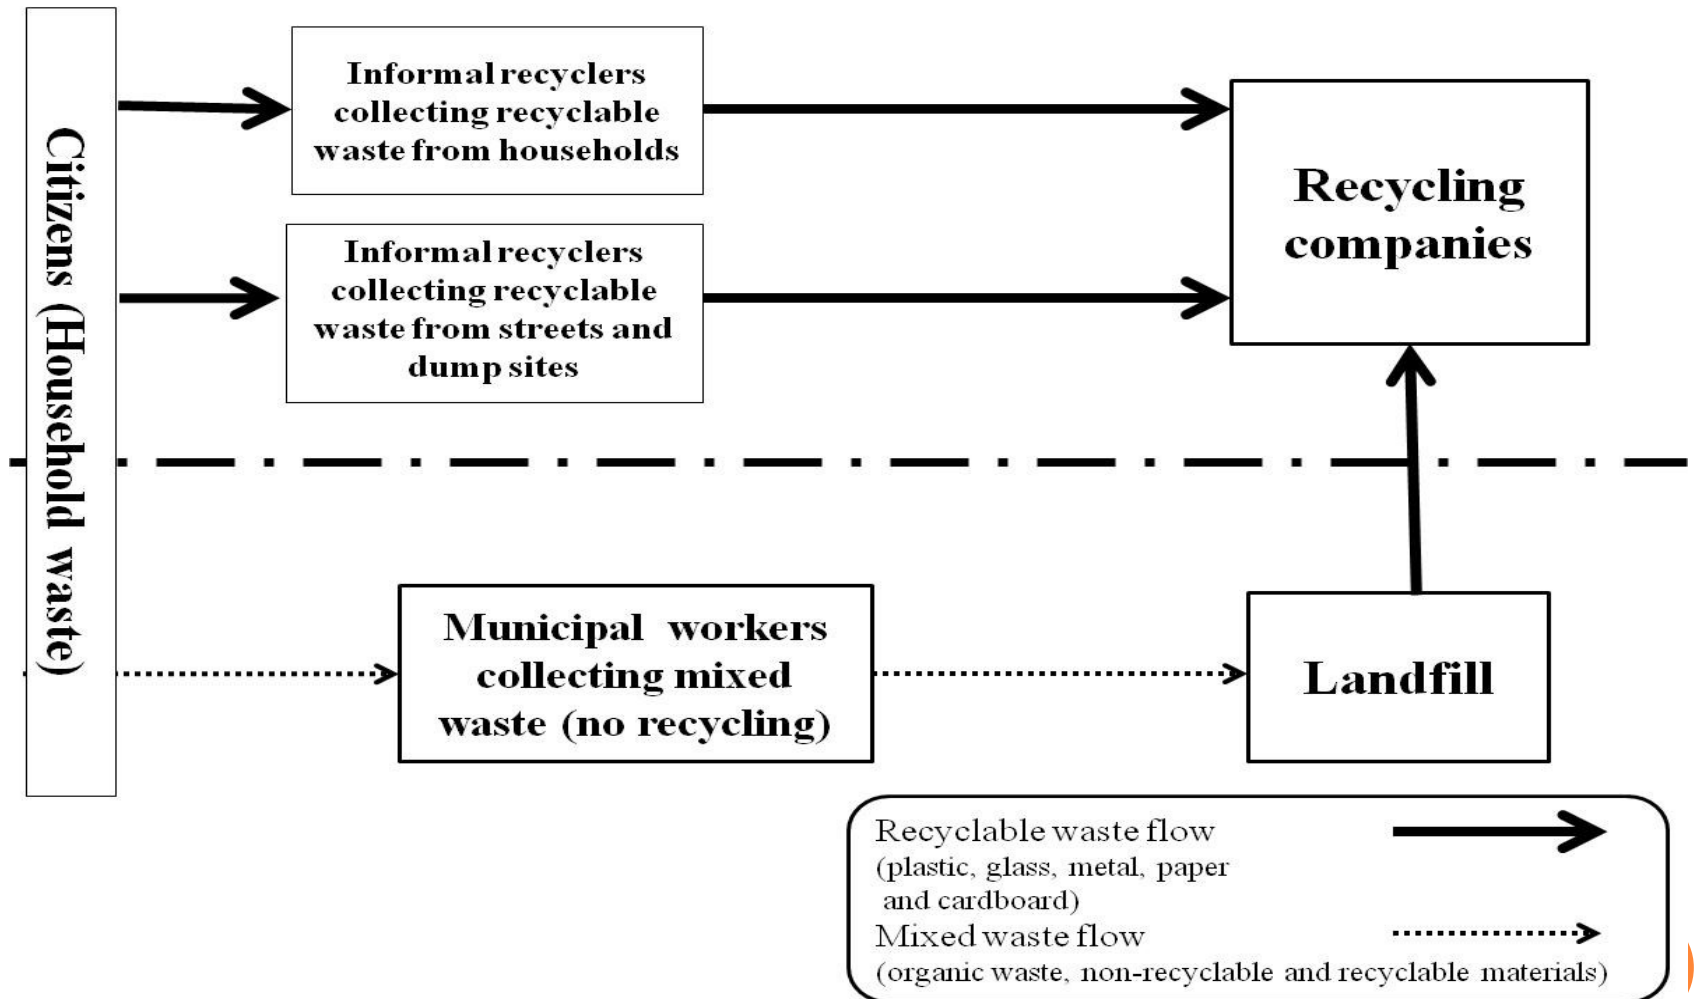 Citizens (Household waste)
Informal recyclers
collecting recyclable
waste from households
Informal recyclers
collecting recyclable
waste from streets and
dump sites
Recycling
companies
Municipal workers
collecting mixed
waste (no recycling)
Landfill
Recyclable waste flow
(plastic, glass, metal, paper
and cardboard)
Mixed waste flow
(organic waste, non-recyclable and recyclable materials)